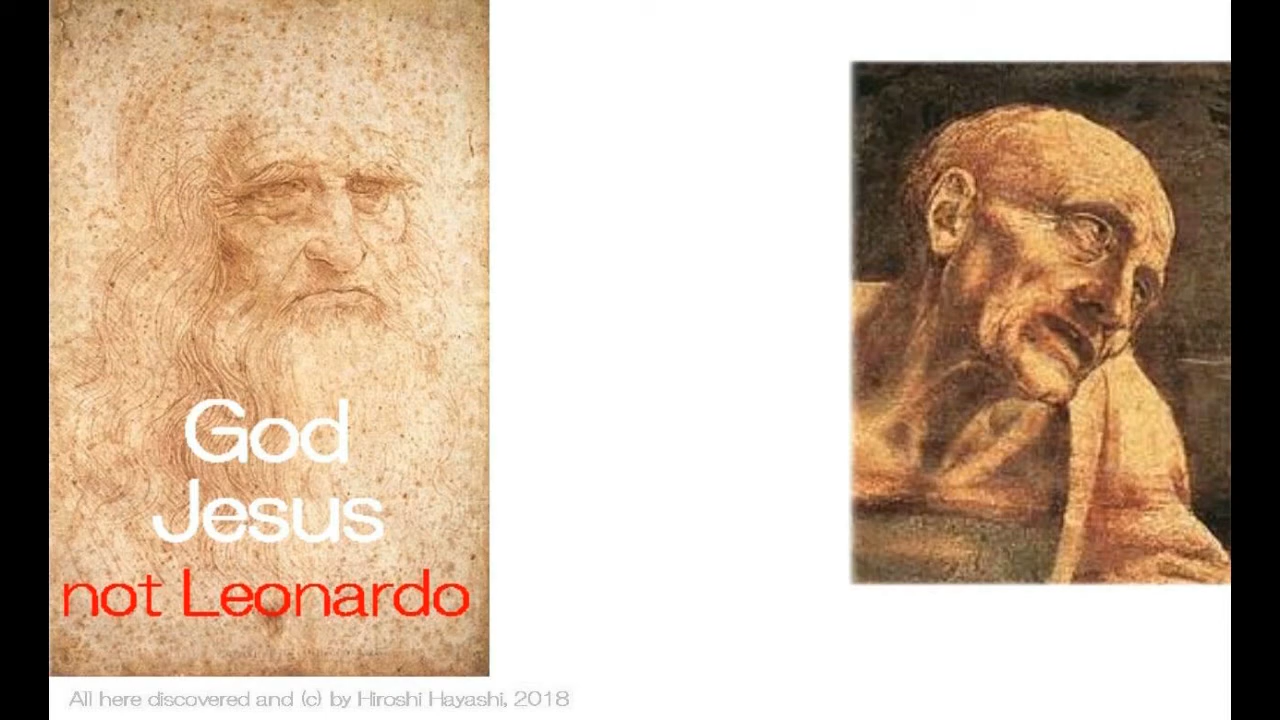 God
Jesus
not Leonardo
All here discovered and (c) by Hiroshi Hayashi, 2018